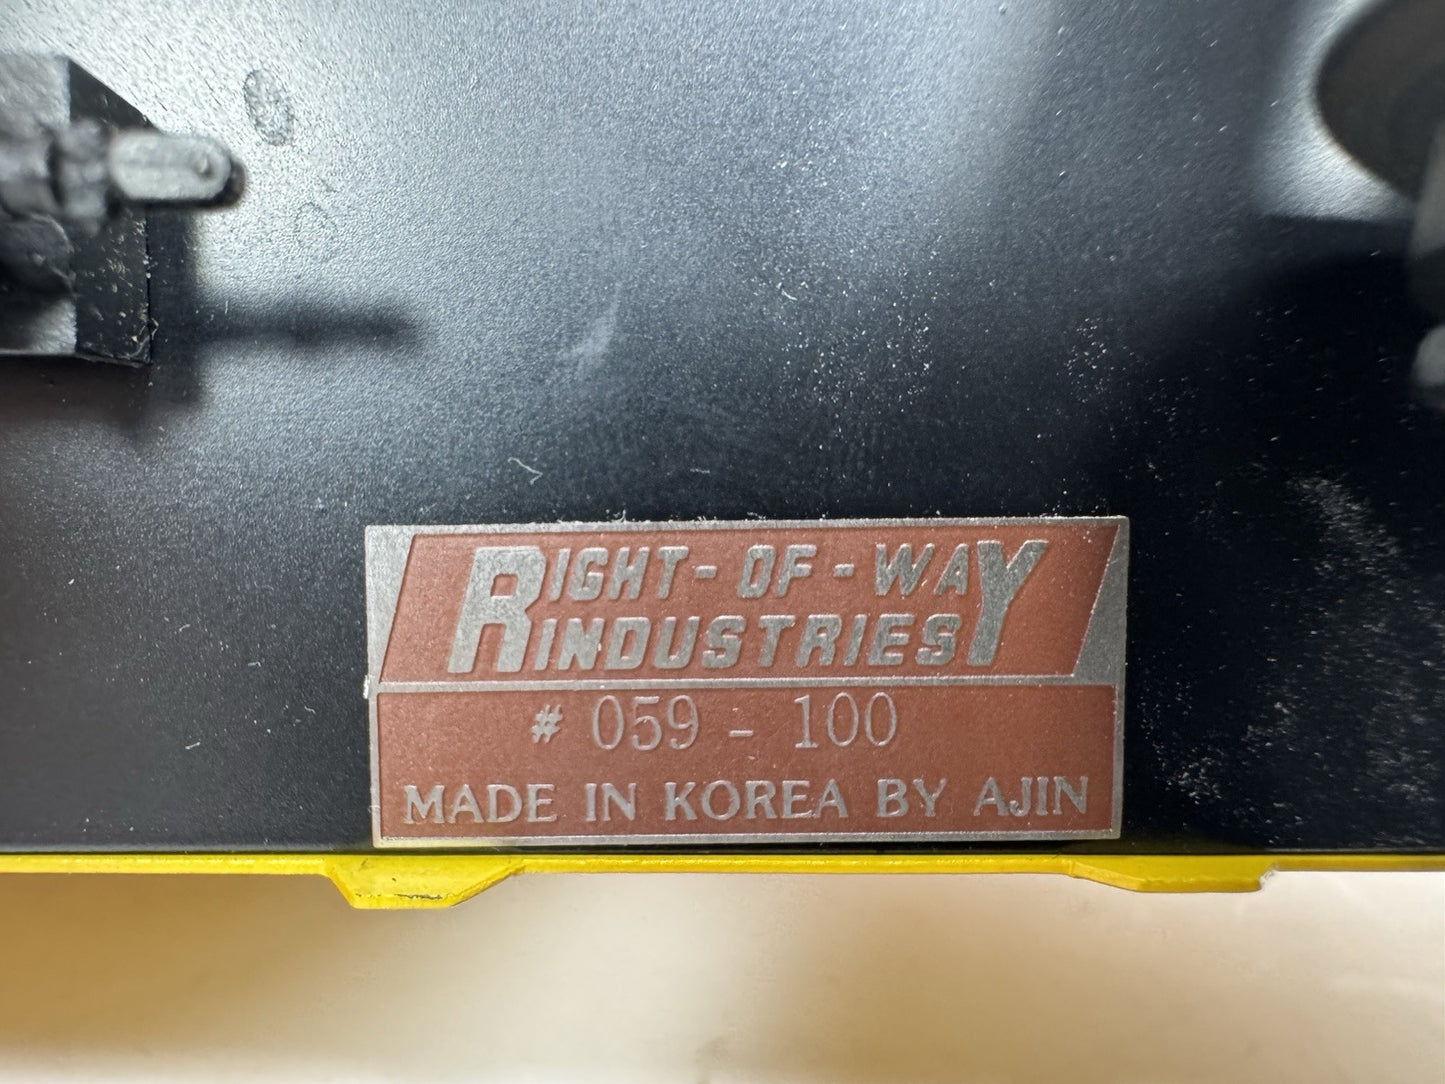 RIGHT-OF-WAY
INDUSTRIES
# 059-100
MADE IN KOREA BY AJIN